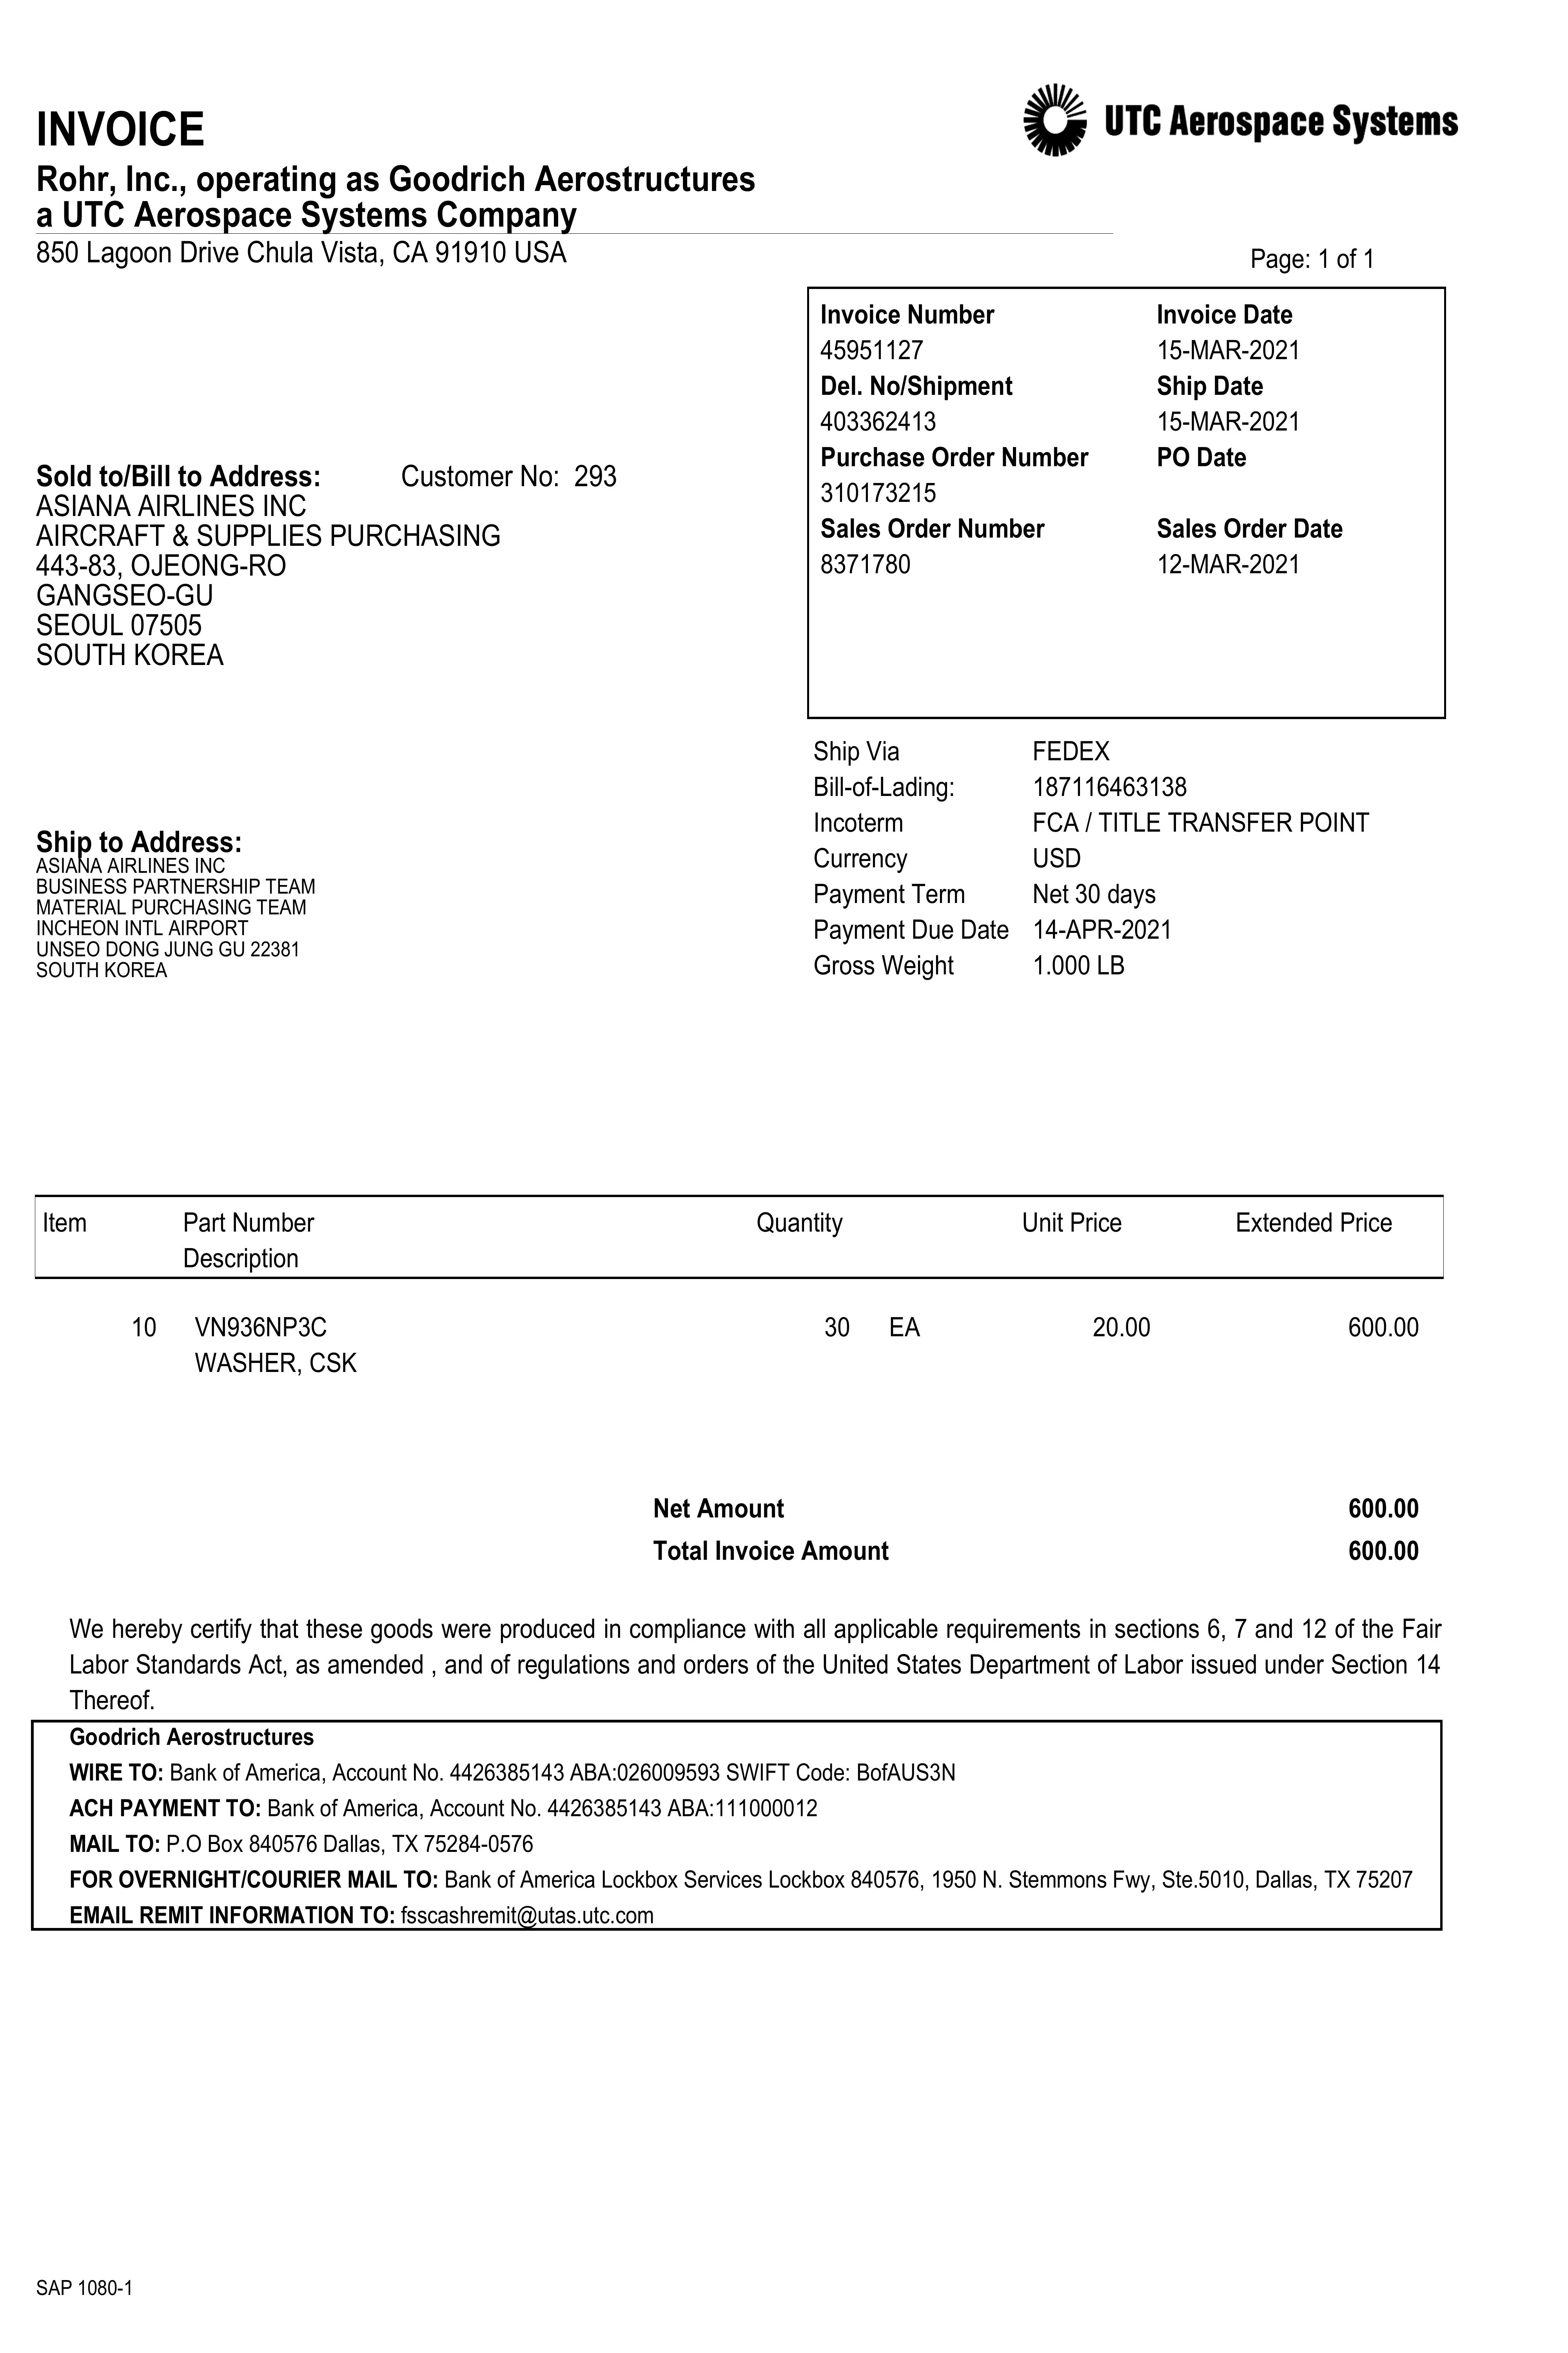 UTC Aerospace Systems
INVOICE
Rohr, Inc., operating as Goodrich Aerostructures
a UTC Aerospace Systems Company
850 Lagoon Drive Chula Vista, CA 91910 USA
Page: 1 of 1
Invoice Number Invoice Date
45951127 15-MAR-2021
Del. No/Shipment Ship Date
403362413 15-MAR-2021
Purchase Order Number PO Date
310173215
Sales Order Number Sales Order Date
8371780 12-MAR-2021
Sold to/Bill to Address: Customer No: 293
ASIANA AIRLINES INC
AIRCRAFT & SUPPLIES PURCHASING
443-83, OJEONG-RO
GANGSEO-GU
SEOUL 07505
SOUTH KOREA
Ship Via FEDEX
Bill-of-Lading: 187116463138
Incoterm FCA / TITLE TRANSFER POINT
Currency USD
Payment Term Net 30 days
Payment Due Date 14-APR-2021
Gross Weight 1.000 LB
Ship to Address:
ASIANA AIRLINES INC
BUSINESS PARTNERSHIP TEAM
MATERIAL PURCHASING TEAM
INCHEON INTL AIRPORT
UNSEO DONG JUNG GU 22381
SOUTH KOREA
Item Part Number Quantity Unit Price Extended Price
Description
10 VN936NP3C 30 EA 20.00 600.00
WASHER, CSK
Net Amount 600.00
Total Invoice Amount 600.00
We hereby certify that these goods were produced in compliance with all applicable requirements in sections 6, 7 and 12 of the Fair
Labor Standards Act, as amended , and of regulations and orders of the United States Department of Labor issued under Section 14
Thereof.
Goodrich Aerostructures
WIRE TO: Bank of America, Account No. 4426385143 ABA:026009593 SWIFT Code: BofAUS3N
ACH PAYMENT TO: Bank of America, Account No. 4426385143 ABA:111000012
MAIL TO: P.O Box 840576 Dallas, TX 75284-0576
FOR OVERNIGHT/COURIER MAIL TO: Bank of America Lockbox Services Lockbox 840576, 1950 N. Stemmons Fwy, Ste.5010, Dallas, TX 75207
EMAIL REMIT INFORMATION TO: fsscashremit@utas.utc.com
SAP 1080-1